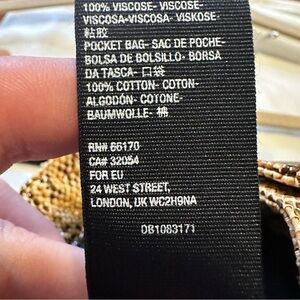 100% VISCOSE- VISCOSE-
VISCOSA-VISCOSA- VISKOSE-
粘胶
POCKET BAG- SAC DE POCHE-
BOLSA DE BOLSILLO- BORSA
DA TASCA- 口袋
100% COTTON- COTON-
ALGODÓN- COTONE-
BAUMWOLLE- 棉
RN# 66170
CA# 32054
FOR EU
24 WEST STREET,
LONDON, UK WC2H9NA
DB1083171